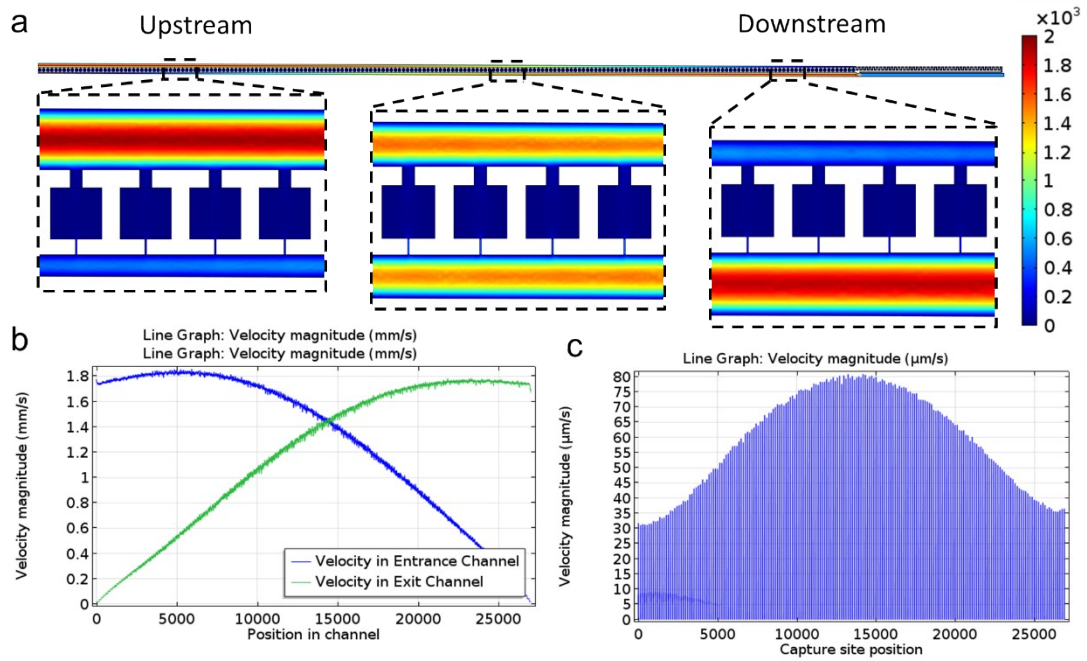 a
Upstream
Downstream
×10³
2
1.8
1.6
1.4
1.2
1
0.8
0.6
0.4
0.2
0
b
Line Graph: Velocity magnitude (mm/s)
Line Graph: Velocity magnitude (mm/s)
Velocity magnitude (mm/s)
1.8
1.6
1.4
1.2
1
0.8
0.6
0.4
0.2
0
Velocity in Entrance Channel
Velocity in Exit Channel
0 5000 10000 15000 20000 25000
Position in channel
c
Line Graph: Velocity magnitude (µm/s)
Velocity magnitude (µm/s)
80
75
70
65
60
55
50
45
40
35
30
25
20
15
10
5
0
0 5000 10000 15000 20000 25000
Capture site position